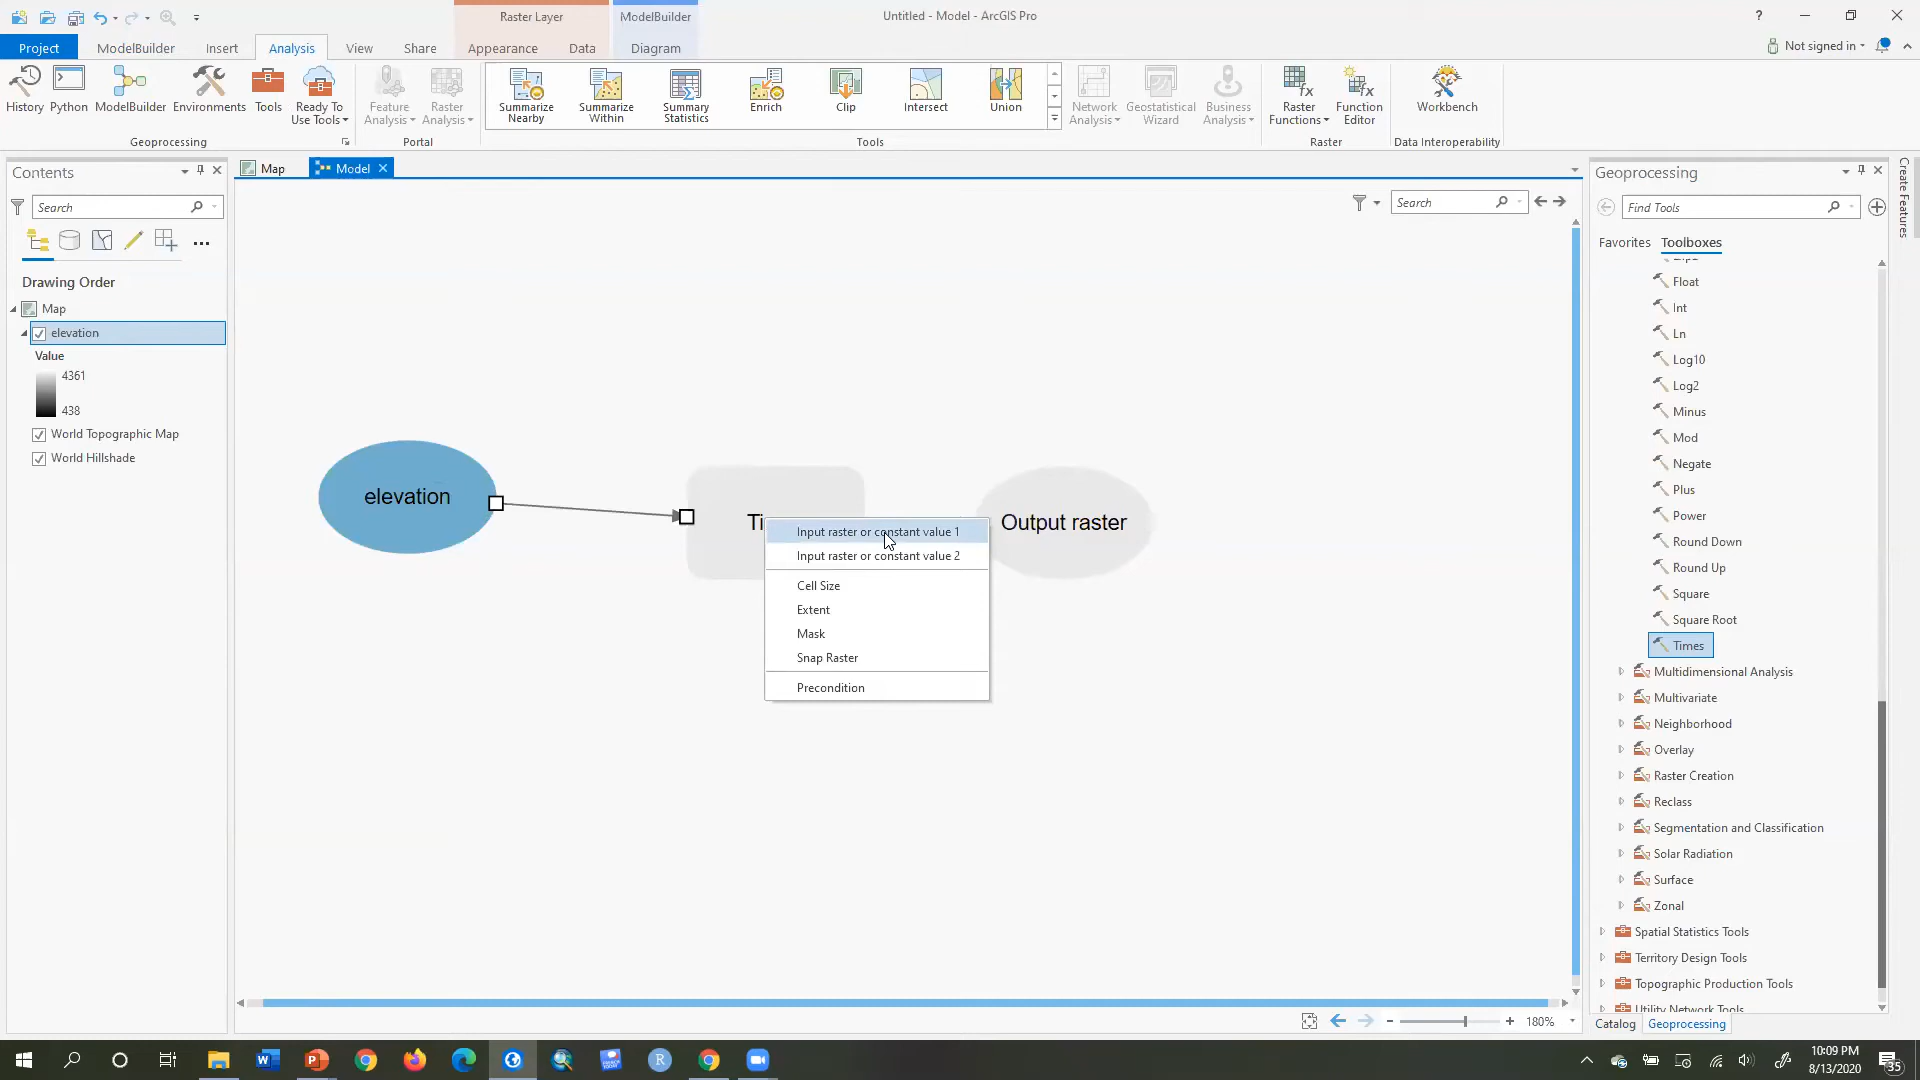 Raster Layer
ModelBuilder
Untitled - Model - ArcGIS Pro
?
Project
ModelBuilder
Insert
Analysis
View
Share
Appearance
Data
Diagram
Not signed in
History
Python
ModelBuilder
Environments
Tools
Ready To
Use Tools
Feature
Analysis
Raster
Analysis
Summarize
Nearby
Summarize
Within
Summary
Statistics
Enrich
Clip
Intersect
Union
Network
Analysis
Geostatistical
Wizard
Business
Analysis
Raster
Functions
Function
Editor
Workbench
Geoprocessing
Portal
Tools
Raster
Data Interoperability
Contents
Search
Drawing Order
Map
elevation
Value
4361
438
World Topographic Map
World Hillshade
Map
Model
Search
elevation
Ti
Output raster
Input raster or constant value 1
Input raster or constant value 2
Cell Size
Extent
Mask
Snap Raster
Precondition
180%
Geoprocessing
Find Tools
Favorites
Toolboxes
Float
Int
Ln
Log10
Log2
Minus
Mod
Negate
Plus
Power
Round Down
Round Up
Square
Square Root
Times
Multidimensional Analysis
Multivariate
Neighborhood
Overlay
Raster Creation
Reclass
Segmentation and Classification
Solar Radiation
Surface
Zonal
Spatial Statistics Tools
Territory Design Tools
Topographic Production Tools
Utility Network Tools
Catalog
Geoprocessing
Create Features
10:09 PM
8/13/2020
35